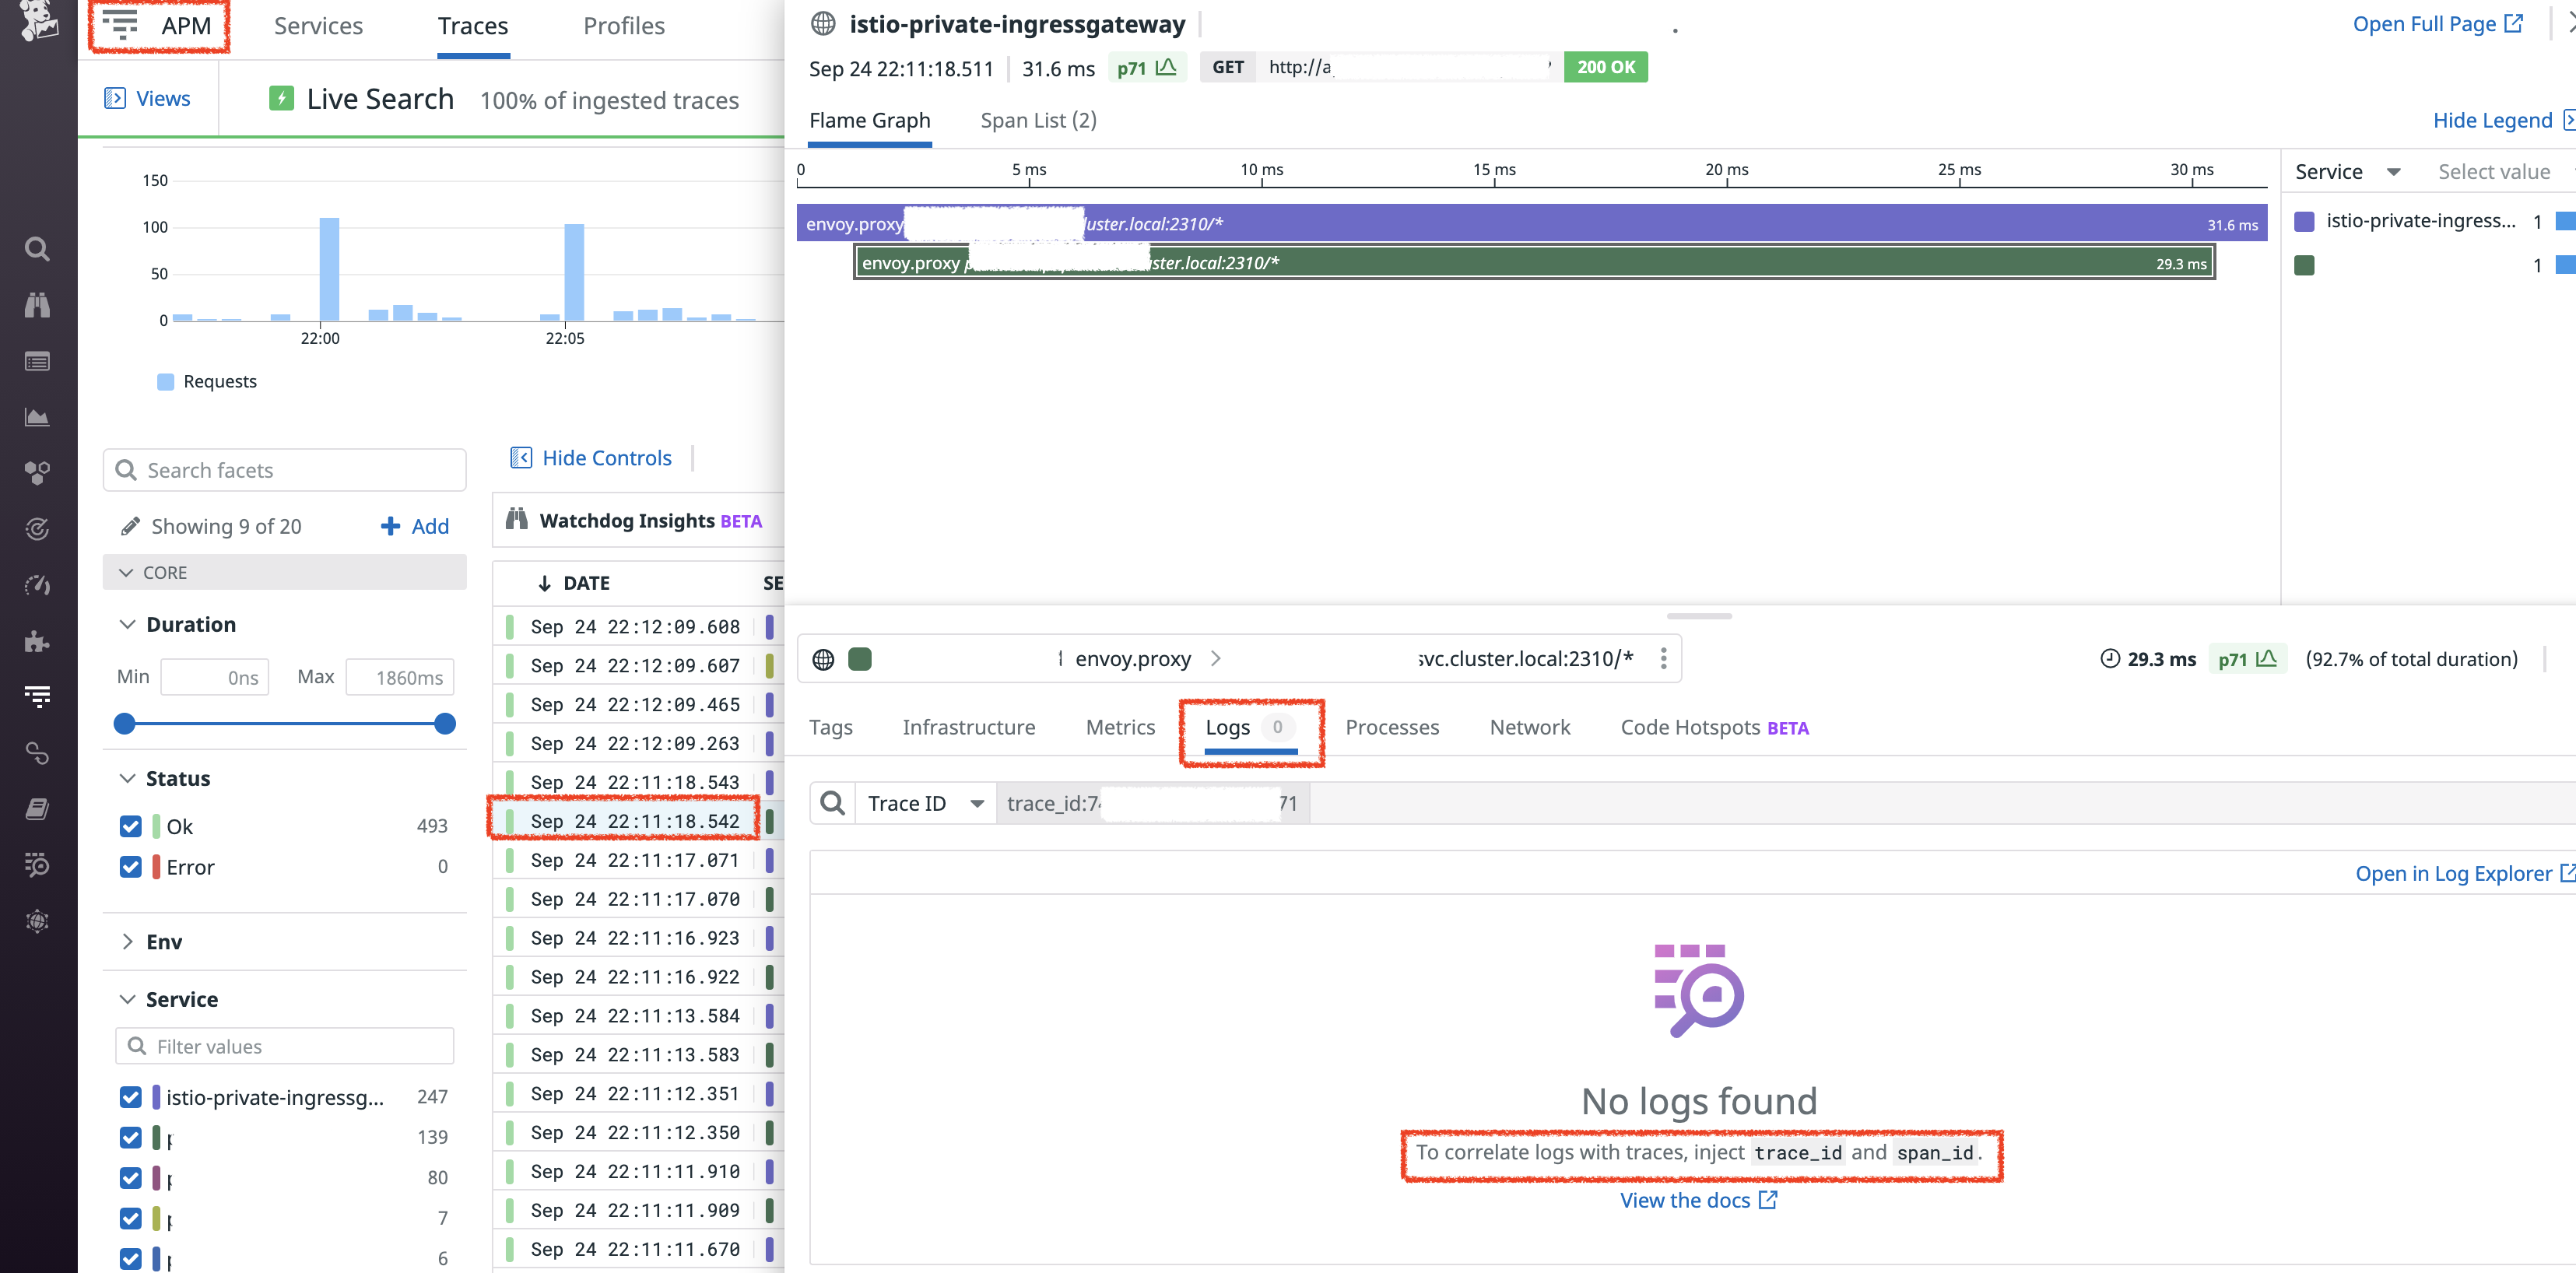 APM Services Traces Profiles
Views
Live Search 100% of ingested traces
150
100
50
0
22:00 22:05
Requests
Search facets
Showing 9 of 20
Add
CORE
Duration
Min 0ns Max 1860ms
Status
Ok 493
Error 0
Env
Service
Filter values
istio-private-ingressg... 247
139
80
7
6
Hide Controls
Watchdog Insights BETA
DATE SE
Sep 24 22:12:09.608
Sep 24 22:12:09.607
Sep 24 22:12:09.465
Sep 24 22:12:09.263
Sep 24 22:11:18.543
Sep 24 22:11:18.542
Sep 24 22:11:17.071
Sep 24 22:11:17.070
Sep 24 22:11:16.923
Sep 24 22:11:16.922
Sep 24 22:11:13.584
Sep 24 22:11:13.583
Sep 24 22:11:12.351
Sep 24 22:11:12.350
Sep 24 22:11:11.910
Sep 24 22:11:11.909
Sep 24 22:11:11.670
istio-private-ingressgateway
Open Full Page
Sep 24 22:11:18.511 31.6 ms p71 GET http://a 200 OK
Flame Graph Span List (2)
Hide Legend
0 5 ms 10 ms 15 ms 20 ms 25 ms 30 ms
envoy.proxy luster.local:2310/* 31.6 ms
envoy.proxy ster.local:2310/* 29.3 ms
Service Select value
istio-private-ingress... 1
1
envoy.proxy > svc.cluster.local:2310/*
29.3 ms p71 (92.7% of total duration)
Tags Infrastructure Metrics Logs 0 Processes Network Code Hotspots BETA
Trace ID trace_id:74 71
Open in Log Explorer
No logs found
To correlate logs with traces, inject trace_id and span_id.
View the docs